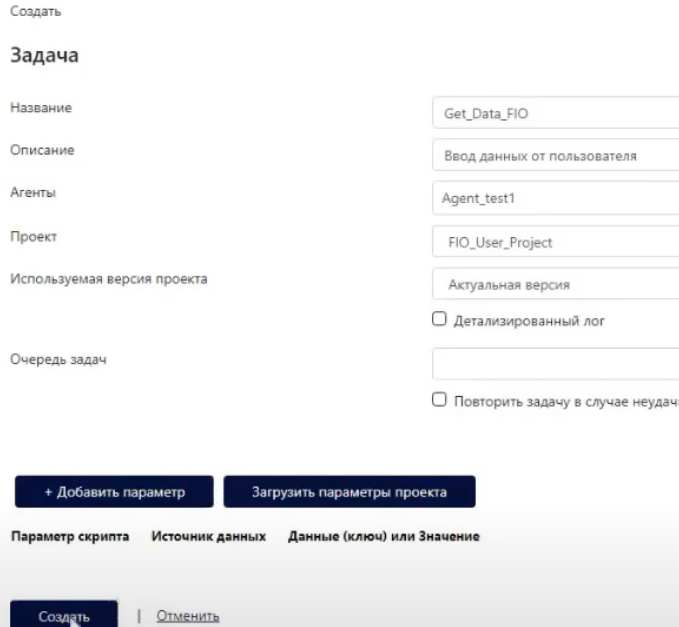 Создать
Задача
Название
Get_Data_FIO
Описание
Ввод данных от пользователя
Агенты
Agent_test1
Проект
FIO_User_Project
Используемая версия проекта
Актуальная версия
Детализированный лог
Очередь задач
Повторить задачу в случае неудач
+ Добавить параметр
Загрузить параметры проекта
Параметр скрипта Источник данных Данные (ключ) или Значение
Создать | Отменить